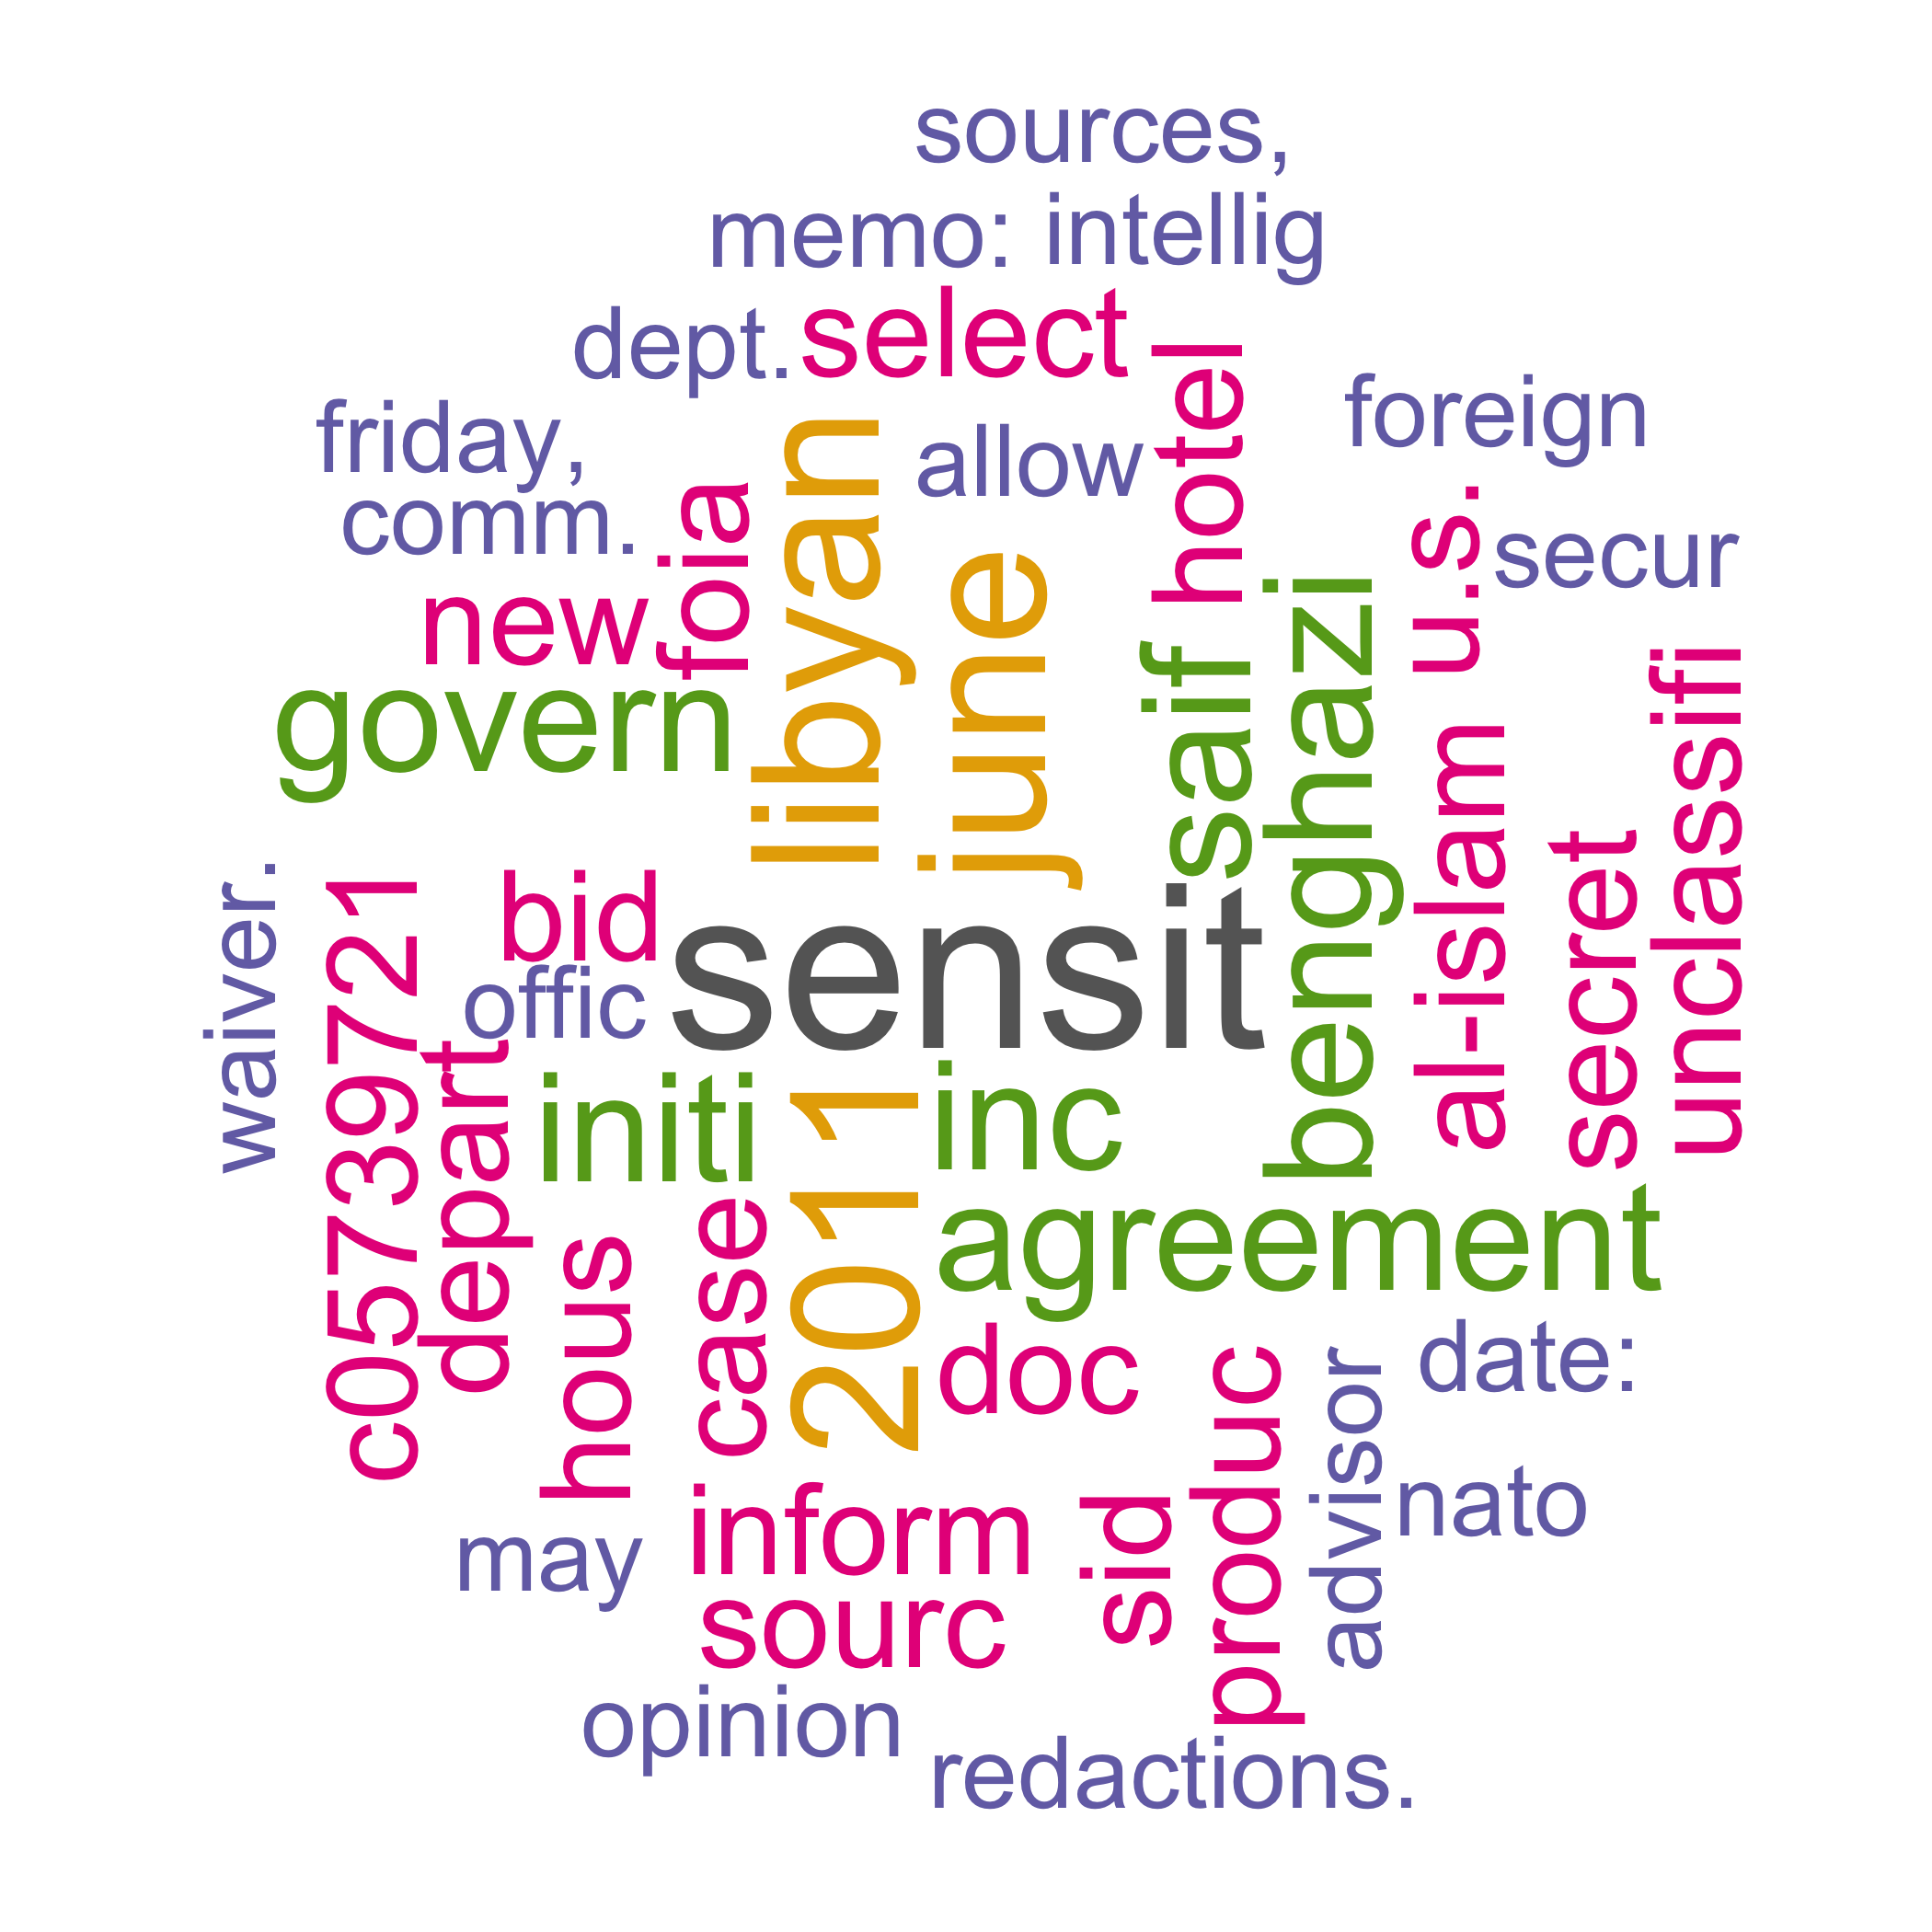 sources,
memo: intellig
dept. select
hotel
friday,
foreign
allow
comm.
foia
libyan
june
u.s.
secur
new
govern
saif
benghazi
al-islam
secret
unclassifi
waiver.
c05739721
bid
sensit
offic
depart
initi
2011
inc
hous
case
agreement
doc
date:
produc
advisor
nato
may
inform
sid
sourc
opinion
redactions.